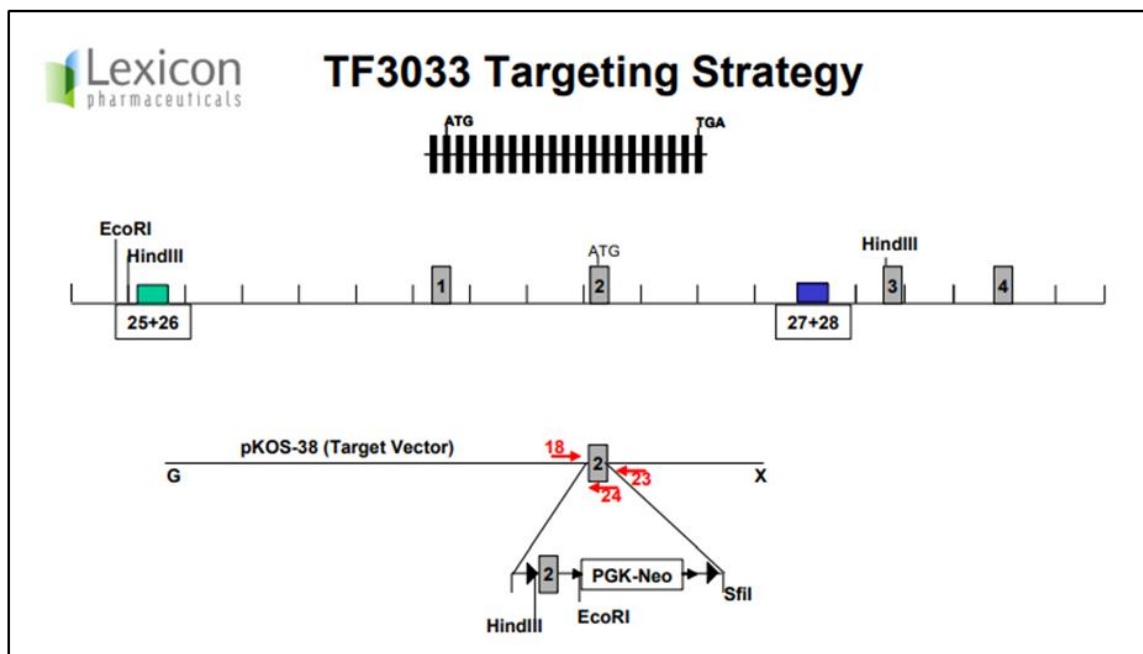 Lexicon
pharmaceuticals
TF3033 Targeting Strategy
ATG
TGA
EcoRI
HindIII
ATG
HindIII
1
2
3
4
25+26
27+28
pKOS-38 (Target Vector)
18
2
23
24
G
X
2
PGK-Neo
SfiI
HindIII
EcoRI